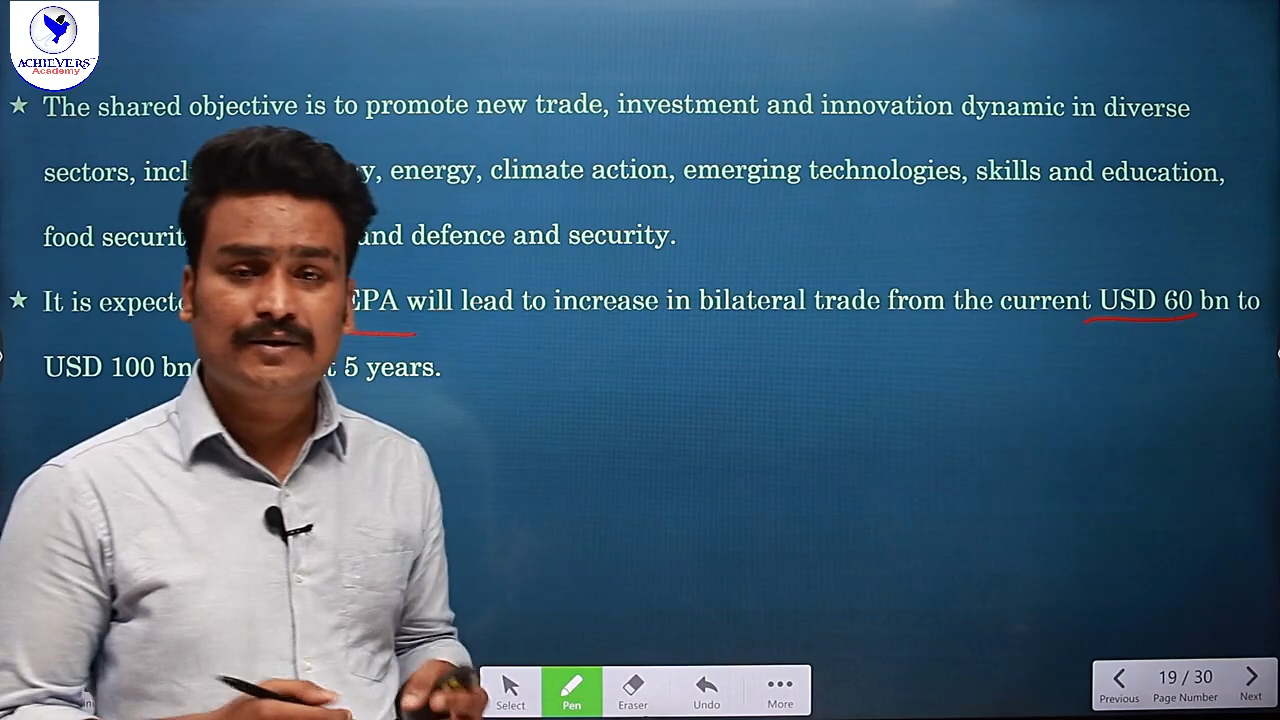 ACHIEVERS
Academy
★ The shared objective is to promote new trade, investment and innovation dynamic in diverse
sectors, incl y, energy, climate action, emerging technologies, skills and education,
food securit and defence and security.
★ It is expect EPA will lead to increase in bilateral trade from the current USD 60 bn to
USD 100 bn t 5 years.
Select
Pen
Eraser
Undo
More
Previous
19 / 30
Page Number
Next